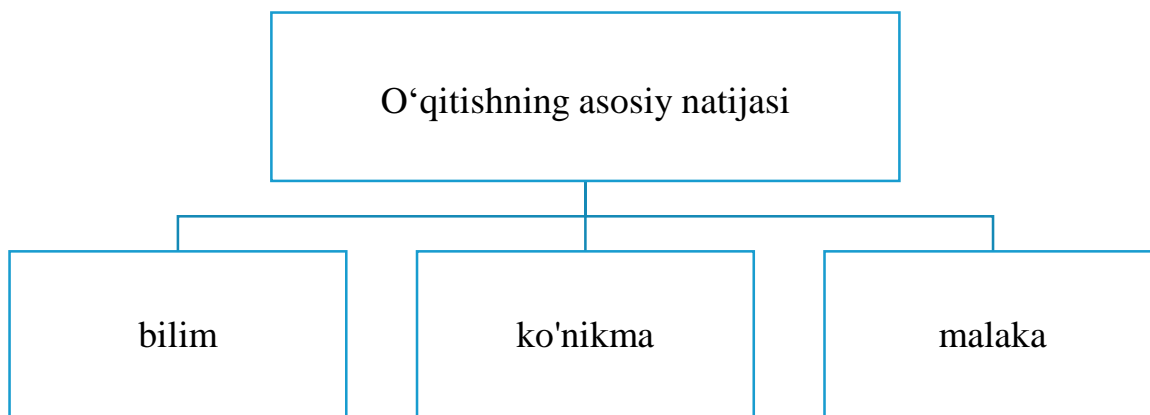 O‘qitishning asosiy natijasi
bilim
ko'nikma
malaka